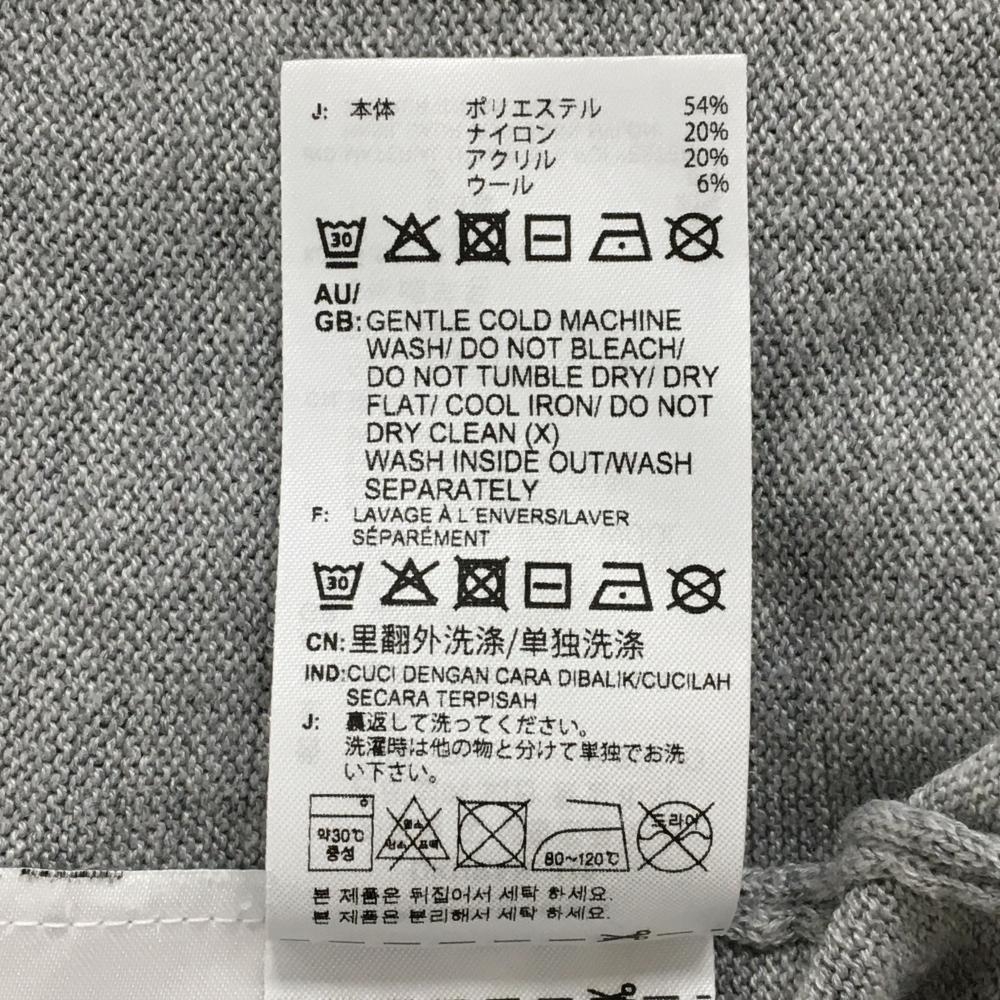 J: 本体 ポリエステル 54%
ナイロン 20%
アクリル 20%
ウール 6%
30
AU/
GB: GENTLE COLD MACHINE
WASH/ DO NOT BLEACH/
DO NOT TUMBLE DRY/ DRY
FLAT/ COOL IRON/ DO NOT
DRY CLEAN (X)
WASH INSIDE OUT/WASH
SEPARATELY
F: LAVAGE À L´ENVERS/LAVER
SÉPARÉMENT
30
CN: 里翻外洗涤/单独洗涤
IND: CUCI DENGAN CARA DIBALIK/CUCILAH
SECARA TERPISAH
J: 裏返して洗ってください。
洗濯時は他の物と分けて単独でお洗
い下さい。
약30℃
중성
염소
산소 표백
80~120℃
드라이
본 제품은 뒤집어서 세탁 하세요.
본 제품은 분리해서 세탁 하세요.